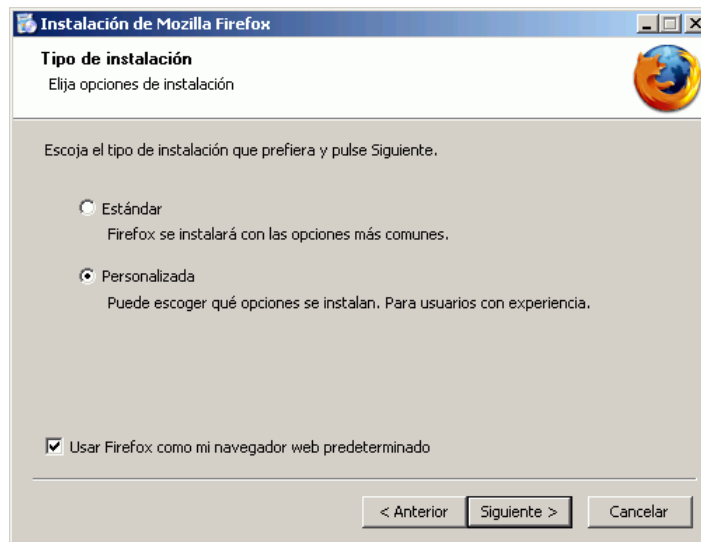 Instalación de Mozilla Firefox
Tipo de instalación
Elija opciones de instalación
Escoja el tipo de instalación que prefiera y pulse Siguiente.
Estándar
Firefox se instalará con las opciones más comunes.
Personalizada
Puede escoger qué opciones se instalan. Para usuarios con experiencia.
Usar Firefox como mi navegador web predeterminado
< Anterior Siguiente > Cancelar